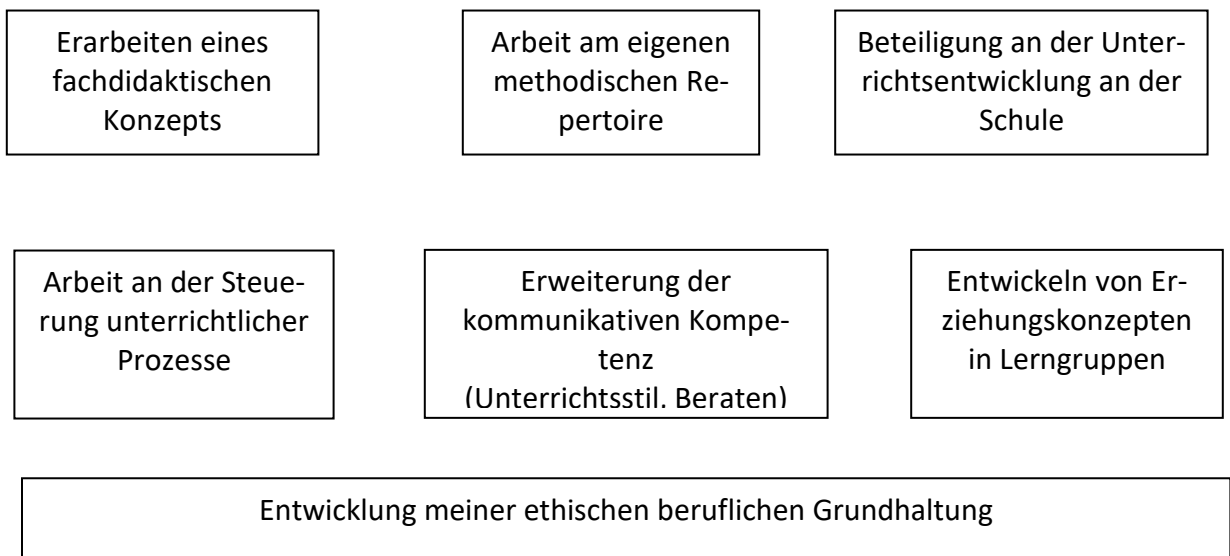 Erarbeiten eines
fachdidaktischen
Konzepts
Arbeit am eigenen
methodischen Re-
pertoire
Beteiligung an der Unter-
richtsentwicklung an der
Schule
Arbeit an der Steue-
rung unterrichtlicher
Prozesse
Erweiterung der
kommunikativen Kompe-
tenz
(Unterrichtsstil. Beraten)
Entwickeln von Er-
ziehungskonzepten
in Lerngruppen
Entwicklung meiner ethischen beruflichen Grundhaltung